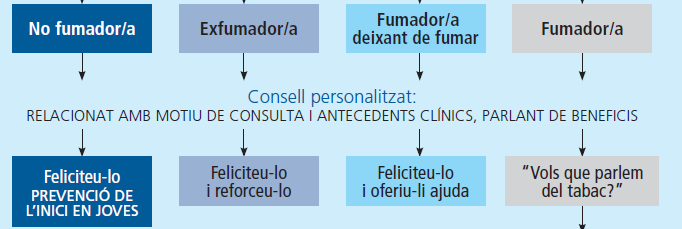 No fumador/a
Exfumador/a
Fumador/a
deixant de fumar
Fumador/a
Consell personalitzat:
RELACIONAT AMB MOTIU DE CONSULTA I ANTECEDENTS CLÍNICS, PARLANT DE BENEFICIS
Feliciteu-lo
PREVENCIÓ DE
L'INICI EN JOVES
Feliciteu-lo
i reforceu-lo
Feliciteu-lo
i oferiu-li ajuda
"Vols que parlem
del tabac?"